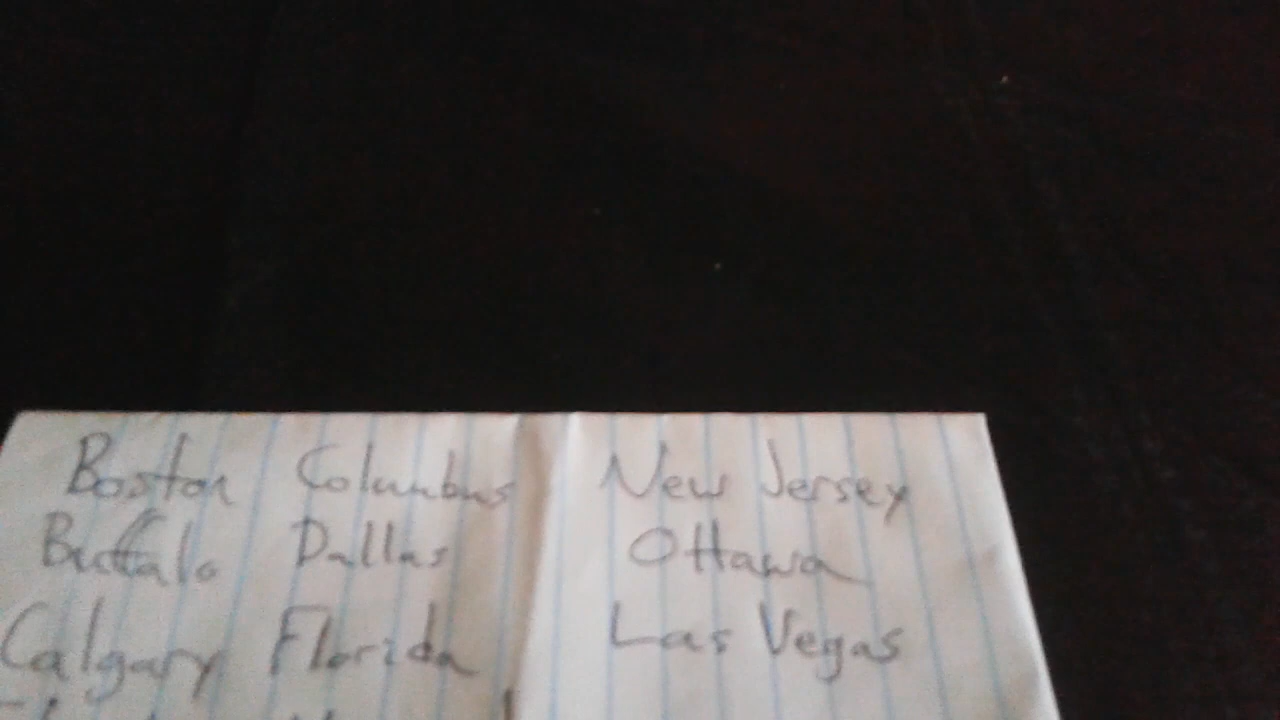 Boston Columbus New Jersey
Buffalo Dallas Ottawa
Calgary Florida Las Vegas